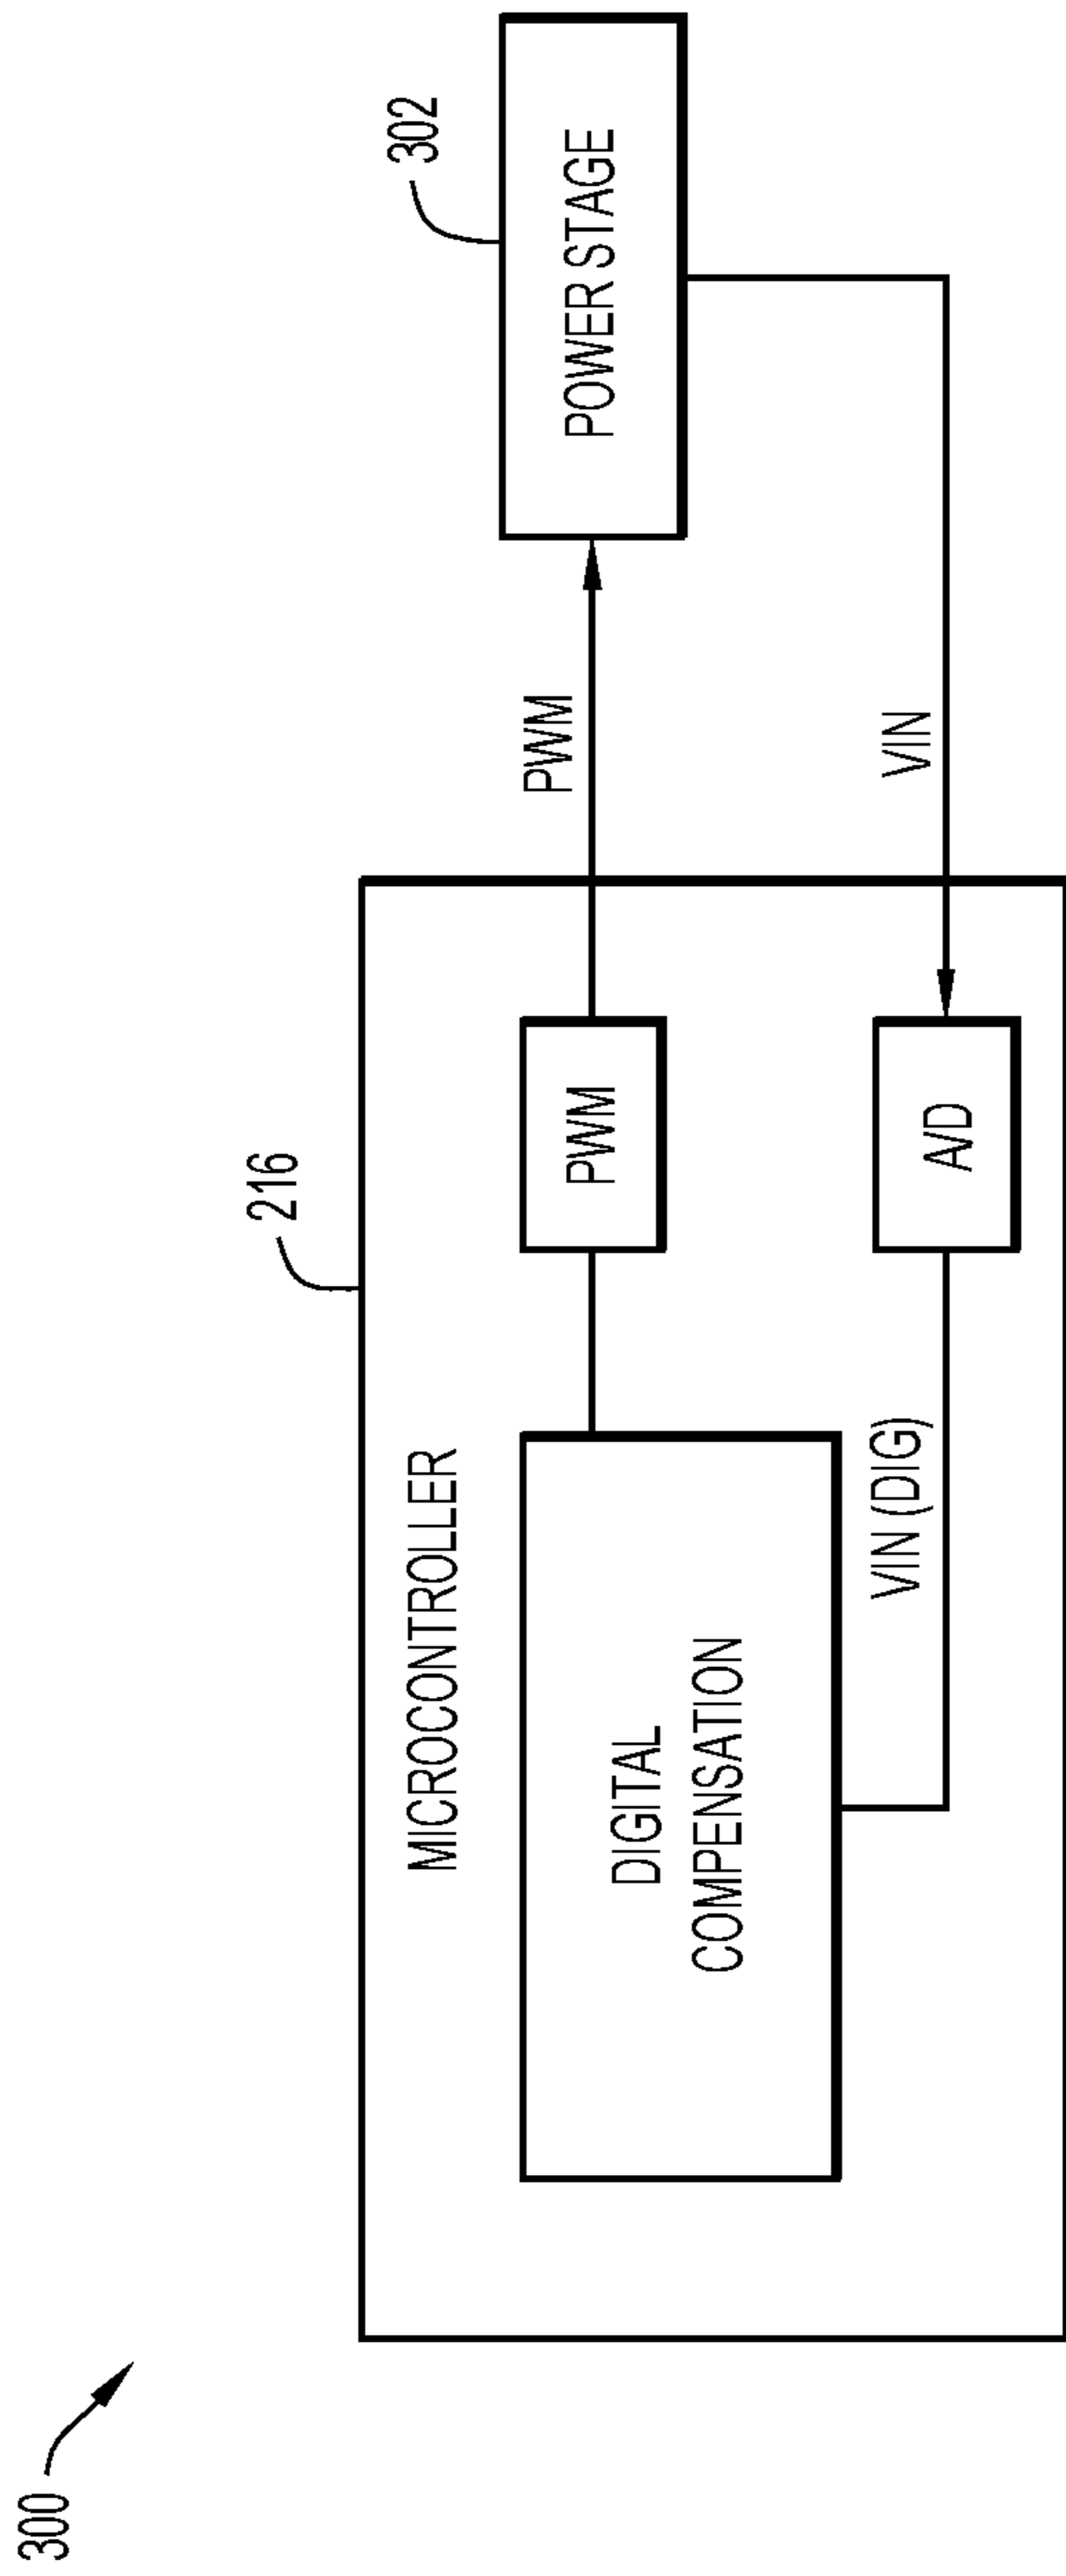 300
216
MICROCONTROLLER
DIGITAL
COMPENSATION
PWM
PWM
302
POWER STAGE
VIN (DIG)
A/D
VIN